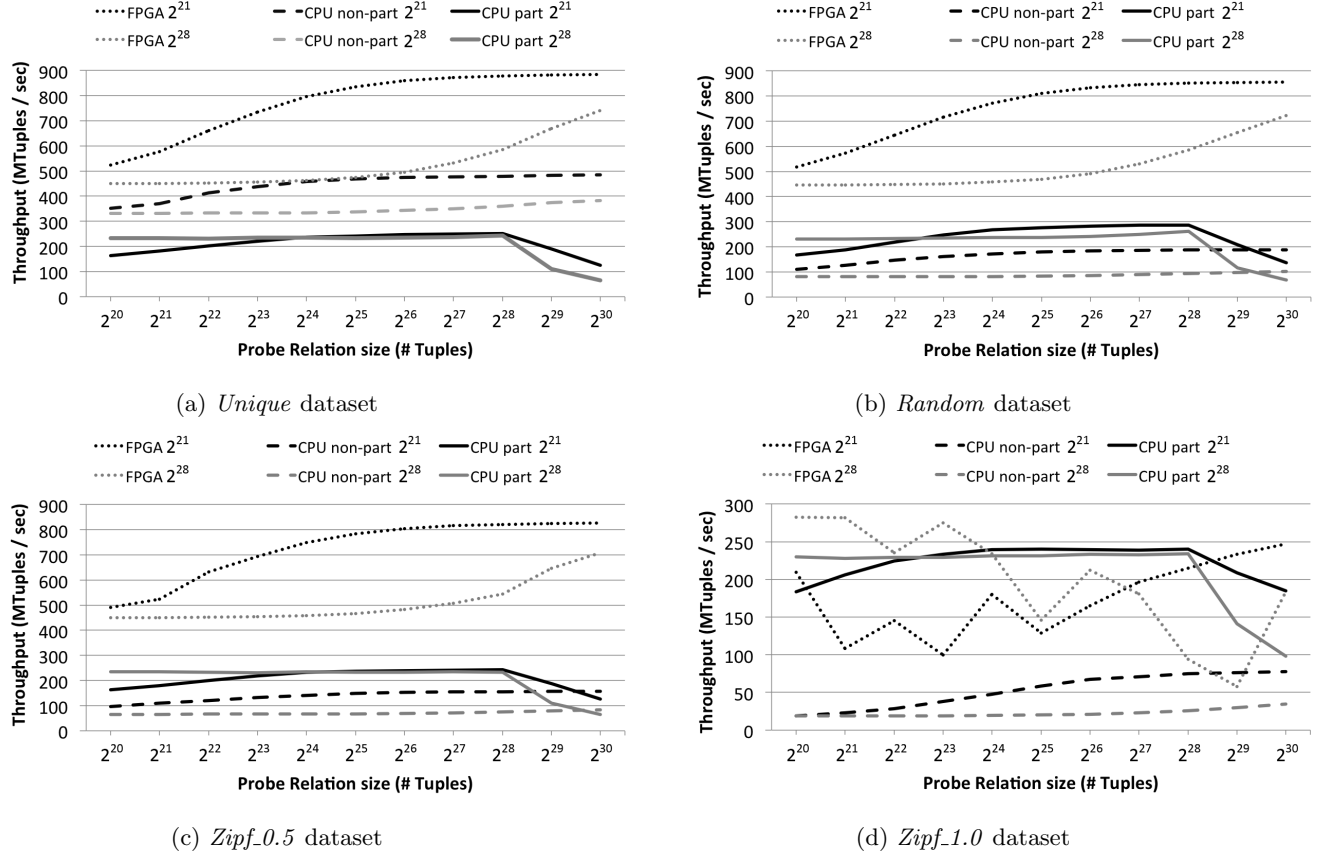 FPGA 2^21 CPU non-part 2^21 CPU part 2^21
FPGA 2^28 CPU non-part 2^28 CPU part 2^28
Throughput (MTuples / sec)
900
800
700
600
500
400
300
200
100
0
2^20 2^21 2^22 2^23 2^24 2^25 2^26 2^27 2^28 2^29 2^30
Probe Relation size (# Tuples)
(a) Unique dataset
FPGA 2^21 CPU non-part 2^21 CPU part 2^21
FPGA 2^28 CPU non-part 2^28 CPU part 2^28
Throughput (MTuples / sec)
900
800
700
600
500
400
300
200
100
0
2^20 2^21 2^22 2^23 2^24 2^25 2^26 2^27 2^28 2^29 2^30
Probe Relation size (# Tuples)
(b) Random dataset
FPGA 2^21 CPU non-part 2^21 CPU part 2^21
FPGA 2^28 CPU non-part 2^28 CPU part 2^28
Throughput (MTuples / sec)
900
800
700
600
500
400
300
200
100
0
2^20 2^21 2^22 2^23 2^24 2^25 2^26 2^27 2^28 2^29 2^30
Probe Relation size (# Tuples)
(c) Zipf_0.5 dataset
FPGA 2^21 CPU non-part 2^21 CPU part 2^21
FPGA 2^28 CPU non-part 2^28 CPU part 2^28
Throughput (MTuples / sec)
300
250
200
150
100
50
0
2^20 2^21 2^22 2^23 2^24 2^25 2^26 2^27 2^28 2^29 2^30
Probe Relation size (# Tuples)
(d) Zipf_1.0 dataset